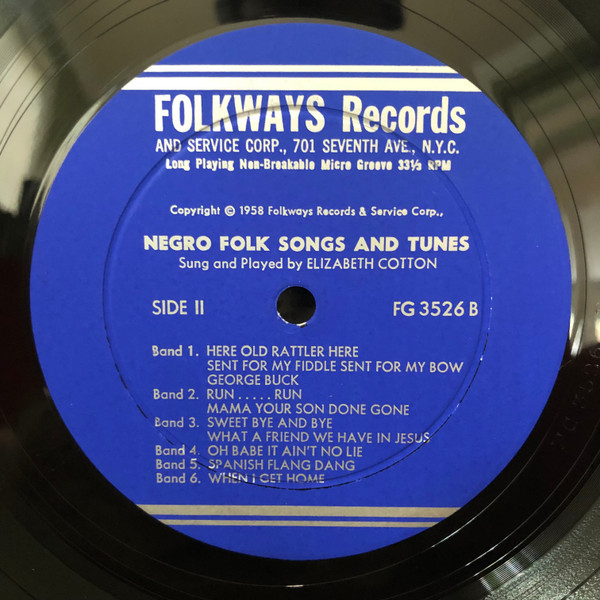 FOLKWAYS Records
AND SERVICE CORP., 701 SEVENTH AVE., N.Y.C.
Long Playing Non-Breakable Micro Groove 33⅓ RPM
Copyright © 1958 Folkways Records & Service Corp.,
NEGRO FOLK SONGS AND TUNES
Sung and Played by ELIZABETH COTTON
SIDE II FG 3526 B
Band 1. HERE OLD RATTLER HERE
SENT FOR MY FIDDLE SENT FOR MY BOW
GEORGE BUCK
Band 2. RUN.....RUN
MAMA YOUR SON DONE GONE
Band 3. SWEET BYE AND BYE
WHAT A FRIEND WE HAVE IN JESUS
Band 4. OH BABE IT AIN'T NO LIE
Band 5. SPANISH FLANG DANG
Band 6. WHEN I GET HOME